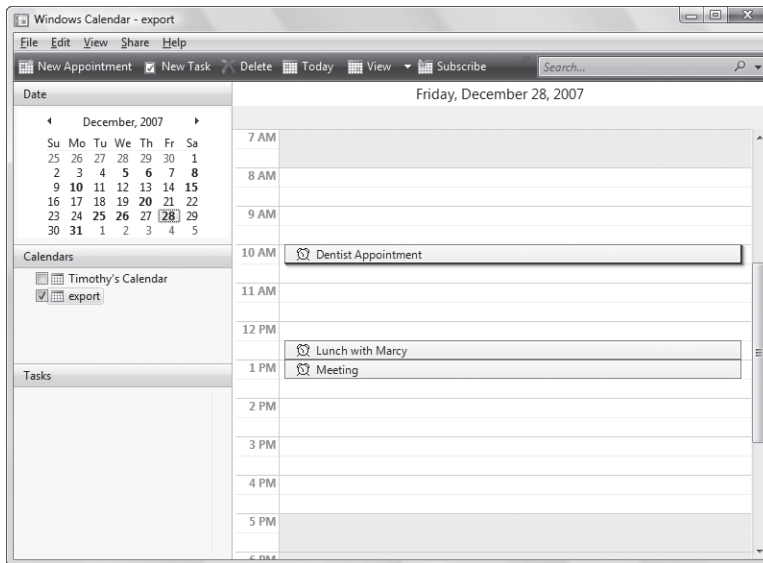 Windows Calendar - export
File Edit View Share Help
New Appointment New Task Delete Today View Subscribe Search...
Date
December, 2007
Su Mo Tu We Th Fr Sa
25 26 27 28 29 30 1
2 3 4 5 6 7 8
9 10 11 12 13 14 15
16 17 18 19 20 21 22
23 24 25 26 27 28 29
30 31 1 2 3 4 5
Calendars
Timothy's Calendar
export
Tasks
Friday, December 28, 2007
7 AM
8 AM
9 AM
10 AM Dentist Appointment
11 AM
12 PM
Lunch with Marcy
1 PM Meeting
2 PM
3 PM
4 PM
5 PM
6 PM